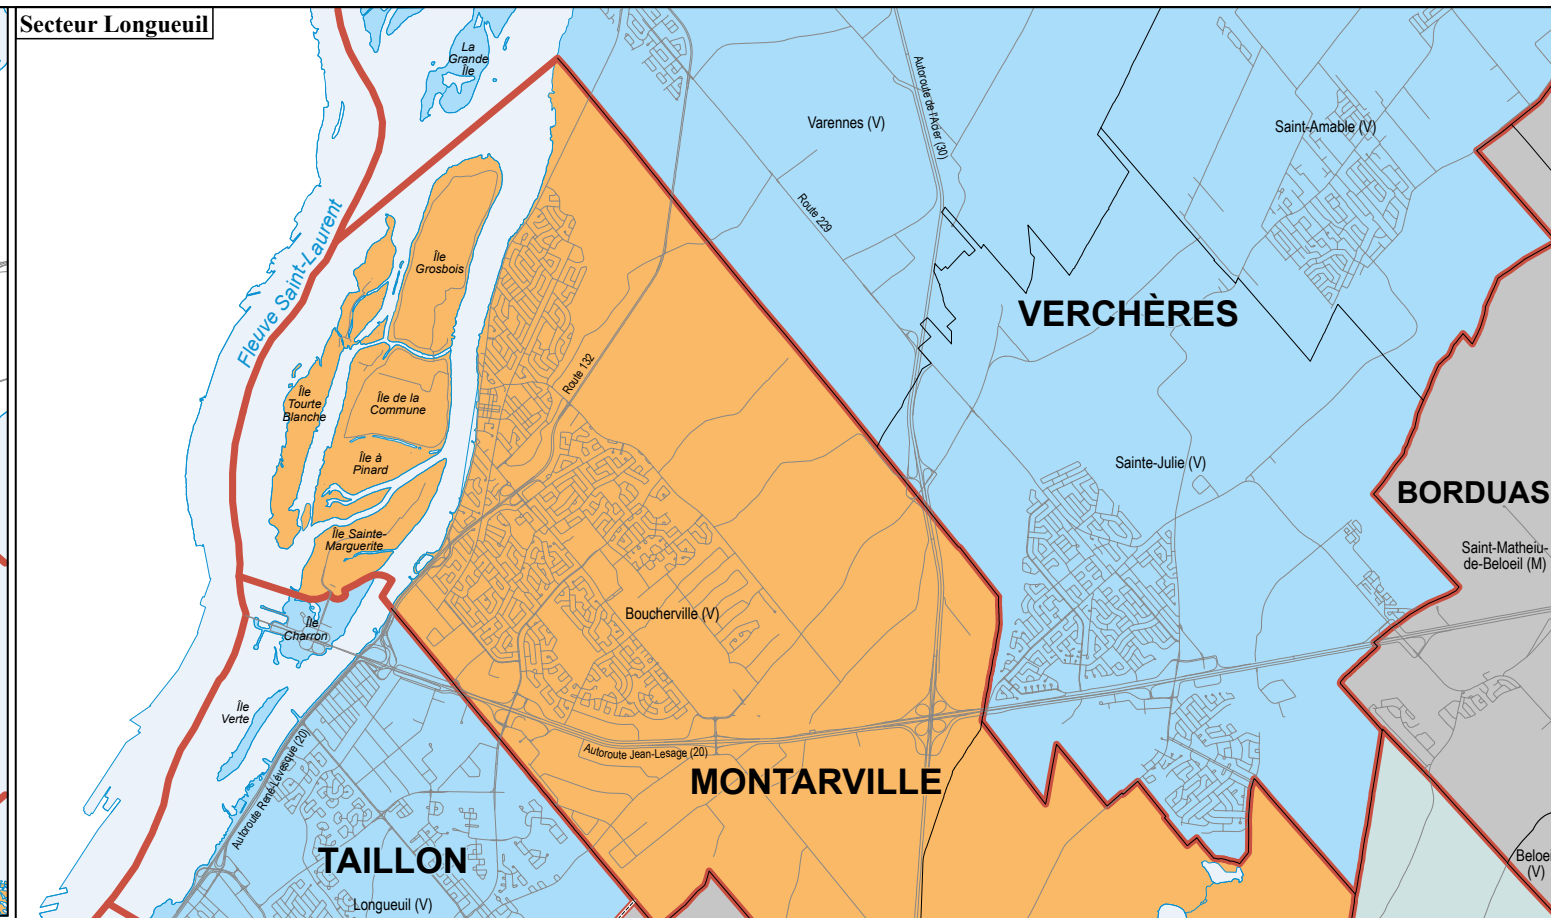 Secteur Longueuil
La
Grande
Île
Varennes (V)
Autoroute de l'Acier (30)
Saint-Amable (V)
Route 229
Fleuve Saint-Laurent
Île
Grosbois
VERCHÈRES
Route 132
Île
Tourte
Blanche
Île de la
Commune
Île à
Pinard
Sainte-Julie (V)
BORDUAS
Île Sainte-
Marguerite
Saint-Matheiu-
de-Beloeil (M)
Boucherville (V)
Île
Charron
Île
Verte
Autoroute René-Lévesque (20)
Autoroute Jean-Lesage (20)
MONTARVILLE
TAILLON
Beloei
(V)
Longueuil (V)